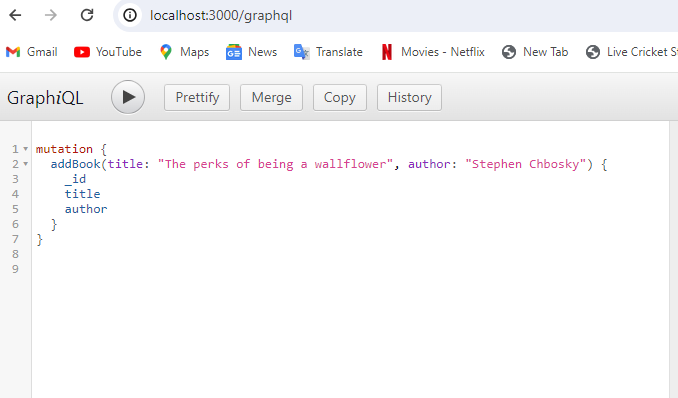 localhost:3000/graphql
Gmail YouTube Maps News Translate Movies - Netflix New Tab Live Cricket S
GraphiQL Prettify Merge Copy History
1 mutation {
2 addBook(title: "The perks of being a wallflower", author: "Stephen Chbosky") {
3 _id
4 title
5 author
6 }
7 }
8
9